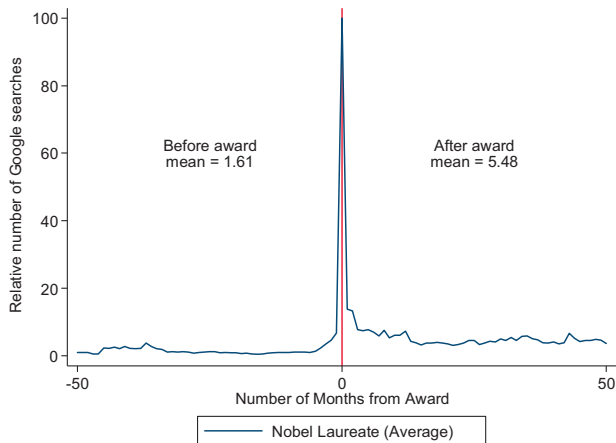 Relative number of Google searches
100
80
60
40
20
0
Before award
mean = 1.61
After award
mean = 5.48
-50
0
50
Number of Months from Award
Nobel Laureate (Average)